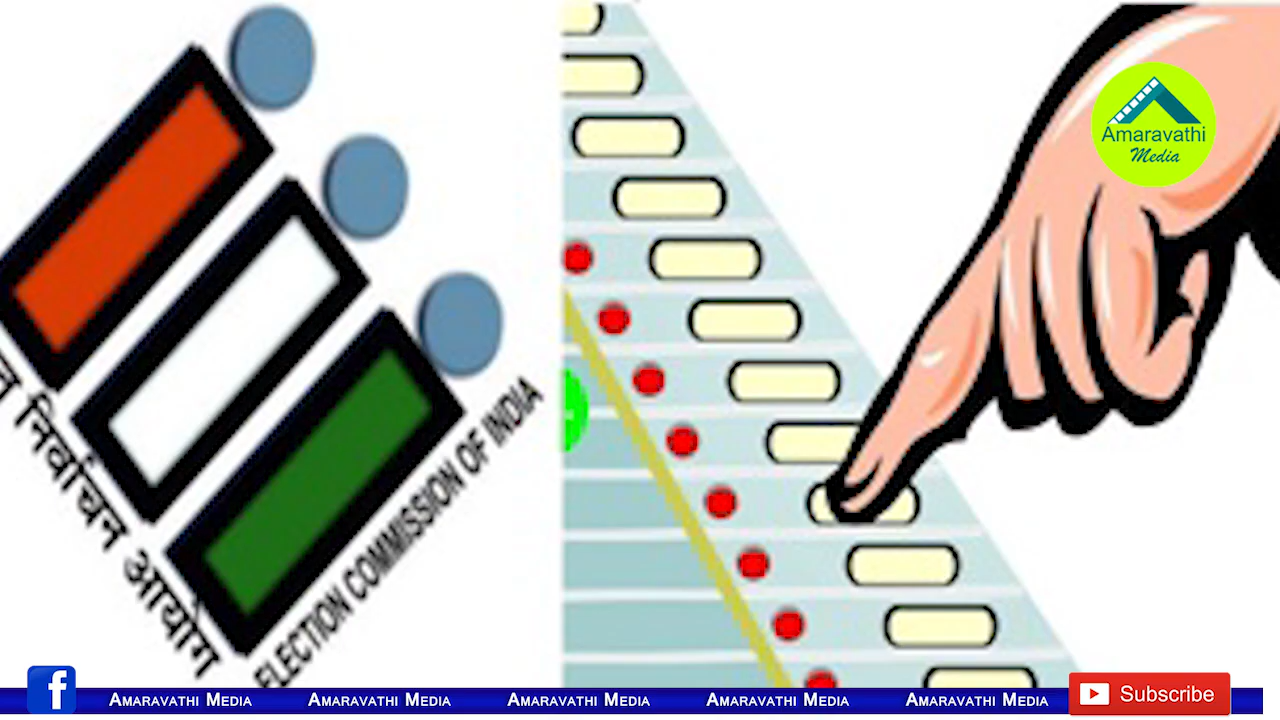 निर्वाचन आयोग
ELECTION COMMISSION OF INDIA
Amaravathi
Media
f
Amaravathi Media
Amaravathi Media
Amaravathi Media
Amaravathi Media
Amaravathi Media
Subscribe